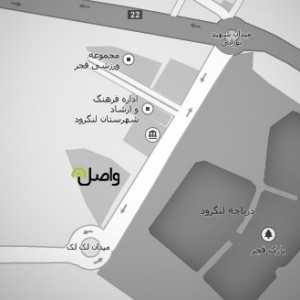 22
میدان شهید
مجموعه
ورزشی فجر
اداره فرهنگ
و ارشاد
شهرستان لنگرود
واصل
دریاچه لنگرود
پارک فجر
میدان لک لک